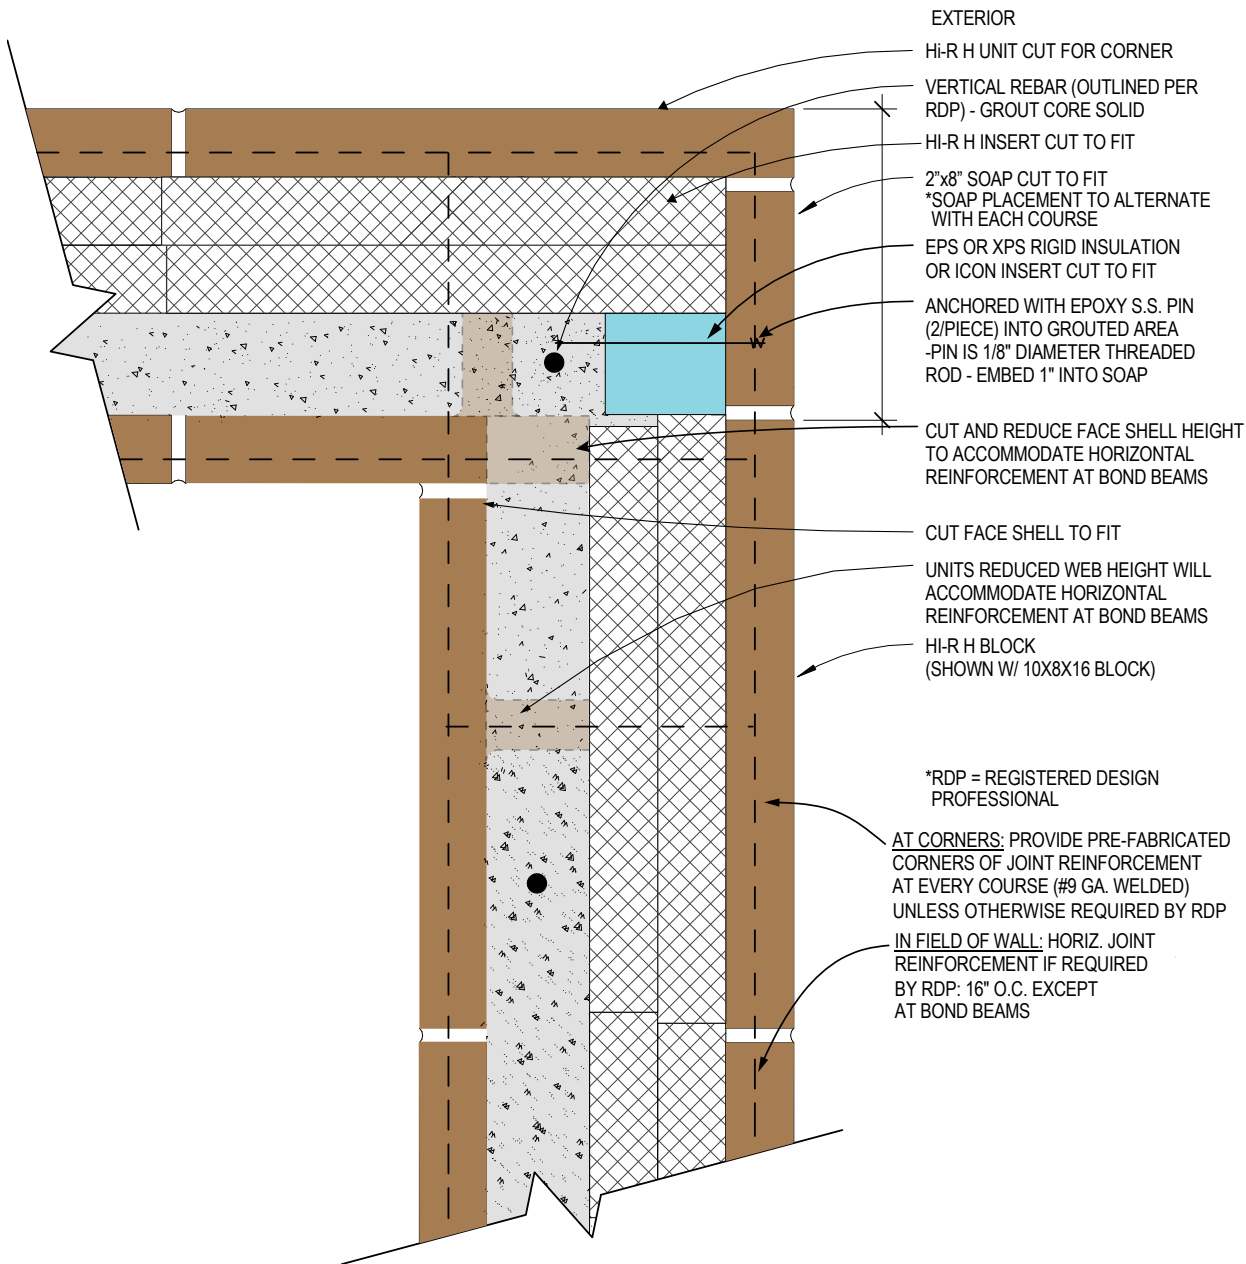 EXTERIOR
Hi-R H UNIT CUT FOR CORNER
VERTICAL REBAR (OUTLINED PER
RDP) - GROUT CORE SOLID
HI-R H INSERT CUT TO FIT
2"x8" SOAP CUT TO FIT
*SOAP PLACEMENT TO ALTERNATE
WITH EACH COURSE
EPS OR XPS RIGID INSULATION
OR ICON INSERT CUT TO FIT
ANCHORED WITH EPOXY S.S. PIN
(2/PIECE) INTO GROUTED AREA
-PIN IS 1/8" DIAMETER THREADED
ROD - EMBED 1" INTO SOAP
CUT AND REDUCE FACE SHELL HEIGHT
TO ACCOMMODATE HORIZONTAL
REINFORCEMENT AT BOND BEAMS
CUT FACE SHELL TO FIT
UNITS REDUCED WEB HEIGHT WILL
ACCOMMODATE HORIZONTAL
REINFORCEMENT AT BOND BEAMS
HI-R H BLOCK
(SHOWN W/ 10X8X16 BLOCK)
*RDP = REGISTERED DESIGN
PROFESSIONAL
AT CORNERS: PROVIDE PRE-FABRICATED
CORNERS OF JOINT REINFORCEMENT
AT EVERY COURSE (#9 GA. WELDED)
UNLESS OTHERWISE REQUIRED BY RDP
IN FIELD OF WALL: HORIZ. JOINT
REINFORCEMENT IF REQUIRED
BY RDP: 16" O.C. EXCEPT
AT BOND BEAMS